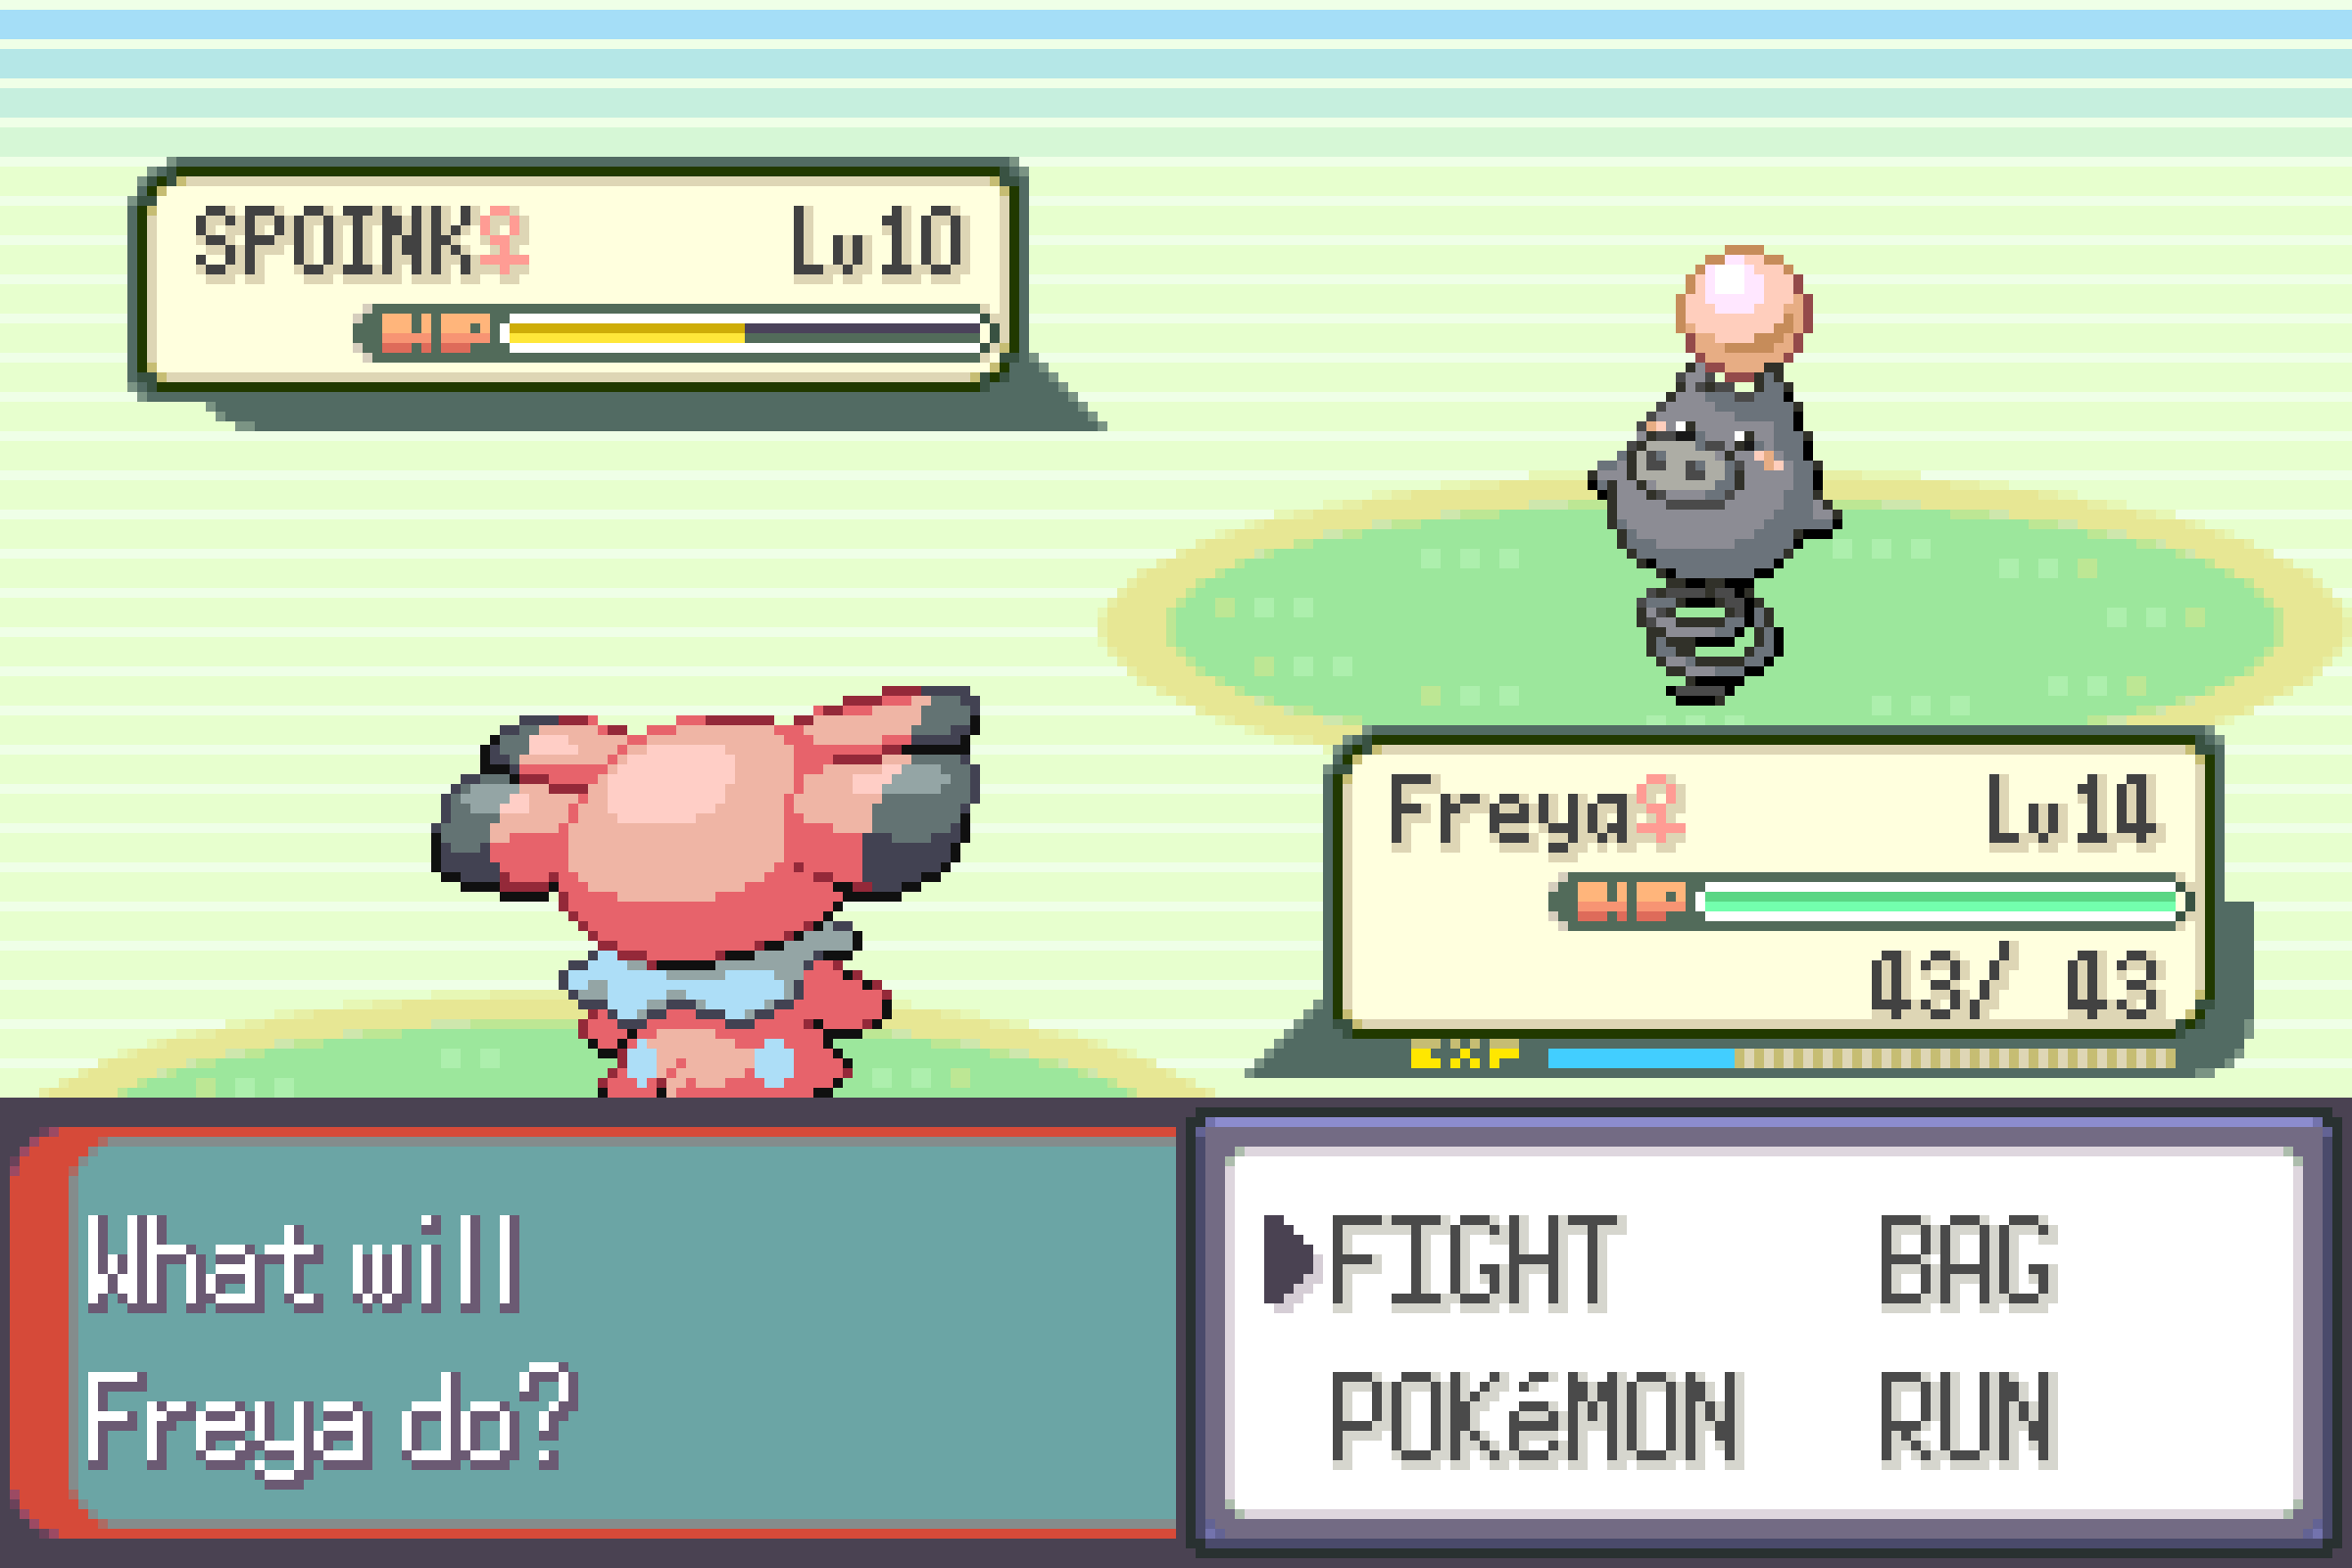 SPOINK♀ Lv10
HP
Freya♀ Lv14
HP
43/ 43
EXP
What will
Freya do?
FIGHT BAG
POKéMON RUN